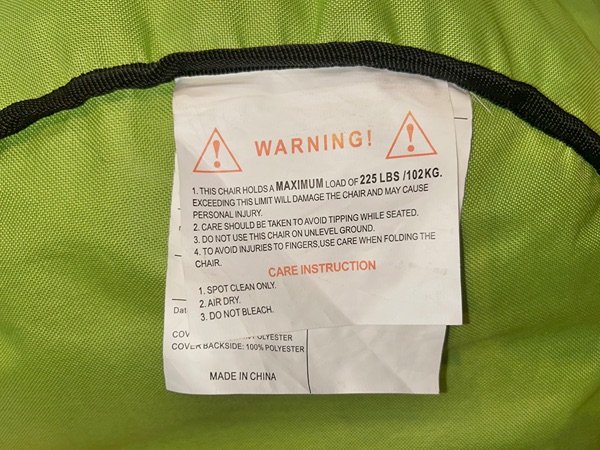 WARNING!
1. THIS CHAIR HOLDS A MAXIMUM LOAD OF 225 LBS /102KG.
EXCEEDING THIS LIMIT WILL DAMAGE THE CHAIR AND MAY CAUSE
PERSONAL INJURY.
2. CARE SHOULD BE TAKEN TO AVOID TIPPING WHILE SEATED.
3. DO NOT USE THIS CHAIR ON UNLEVEL GROUND.
4. TO AVOID INJURIES TO FINGERS,USE CARE WHEN FOLDING THE
CHAIR.
CARE INSTRUCTION
1. SPOT CLEAN ONLY.
2. AIR DRY.
3. DO NOT BLEACH.
POLYESTER
COVER BACKSIDE: 100% POLYESTER
MADE IN CHINA